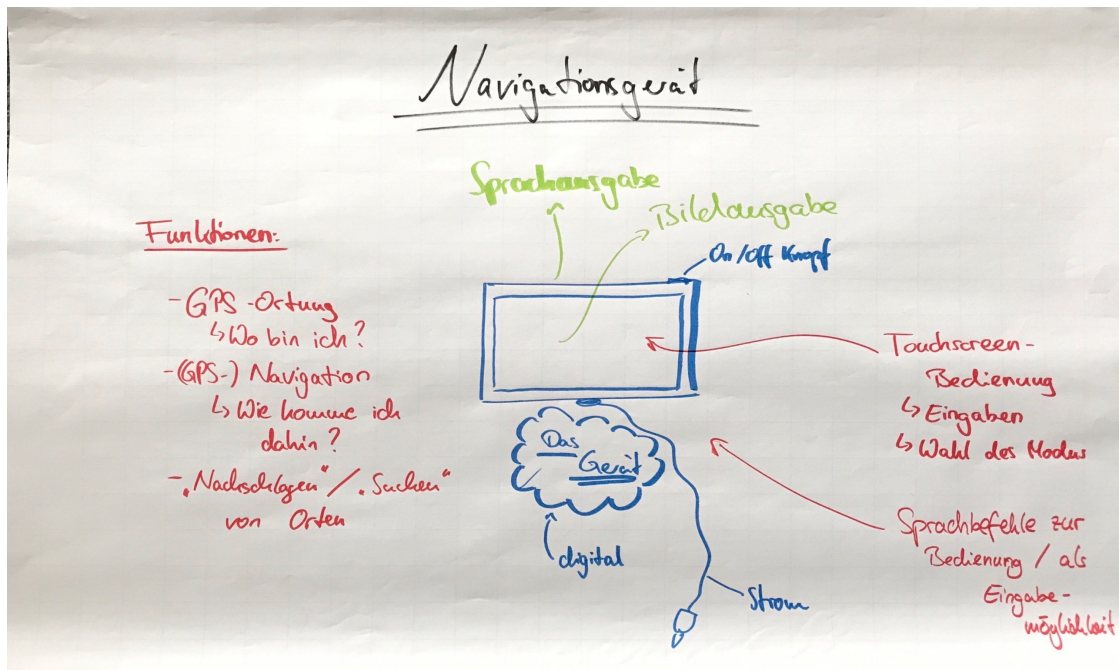 Navigationsgerät
Sprachausgabe
Bildausgabe
On/Off Knopf
Funktionen:
- GPS-Ortung
↳ Wo bin ich?
- (GPS-) Navigation
↳ Wie komme ich
dahin?
- „Nachschlagen“ / „Suchen“
von Orten
Das
Gerät
digital
Strom
Touchscreen-
Bedienung
↳ Eingaben
↳ Wahl des Modus
Sprachbefehle zur
Bedienung / als
Eingabe-
möglichkeit